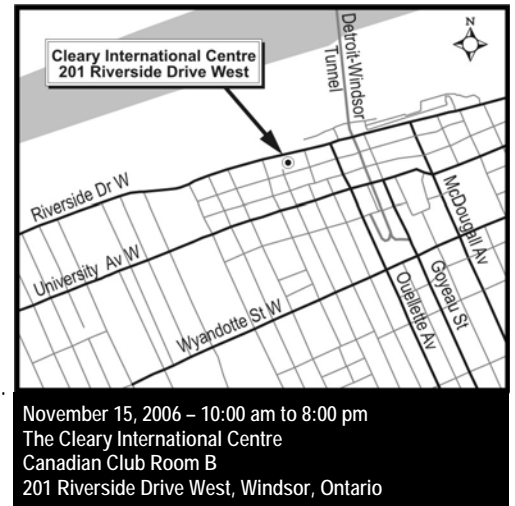 N
Cleary International Centre
201 Riverside Drive West
Detroit-Windsor
Tunnel
Riverside Dr W
University Av W
Wyandotte St W
McDougall Av
Goyeau St
Ouellette Av
November 15, 2006 – 10:00 am to 8:00 pm
The Cleary International Centre
Canadian Club Room B
201 Riverside Drive West, Windsor, Ontario